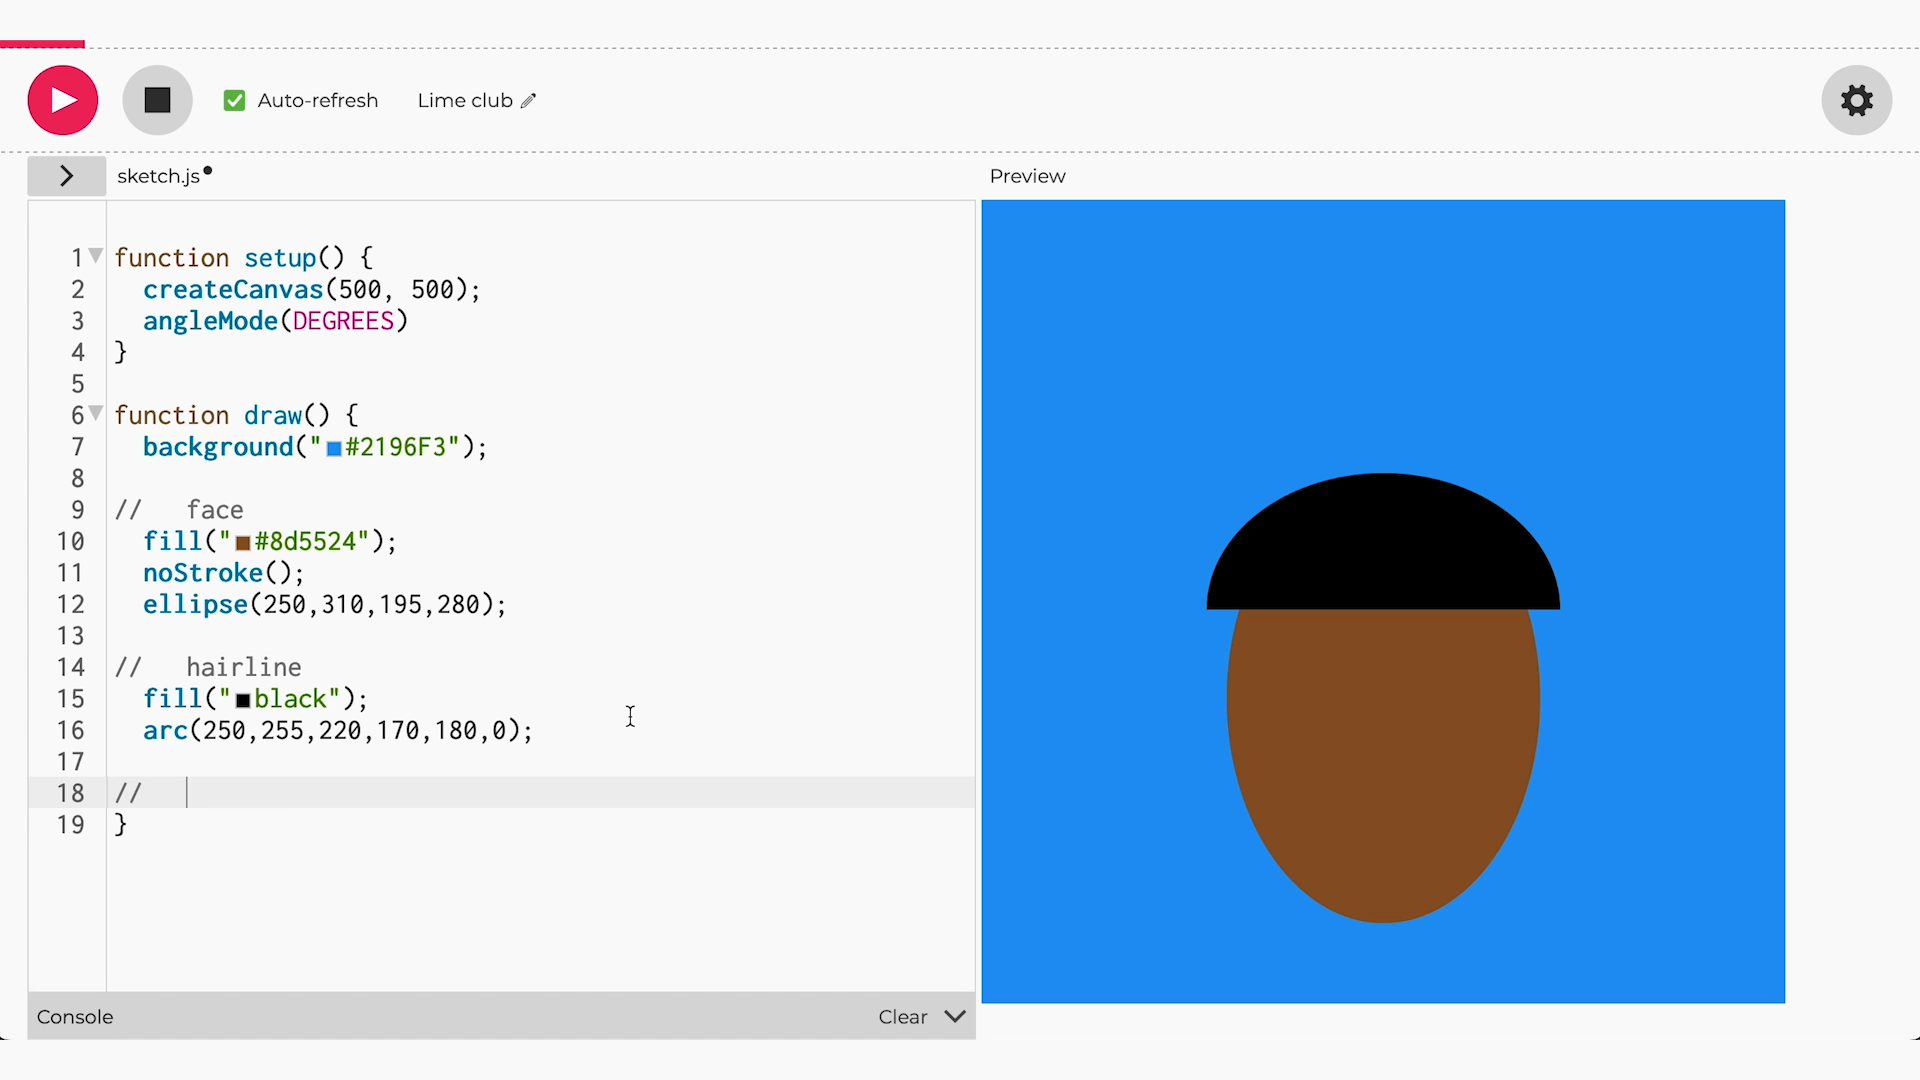 Auto-refresh Lime club
sketch.js
Preview
1 function setup() {
2 createCanvas(500, 500);
3 angleMode(DEGREES)
4 }
5
6 function draw() {
7 background("#2196F3");
8
9 //   face
10 fill("#8d5524");
11 noStroke();
12 ellipse(250,310,195,280);
13
14 //   hairline
15 fill("black");
16 arc(250,255,220,170,180,0);
17
18 //
19 }
Console Clear